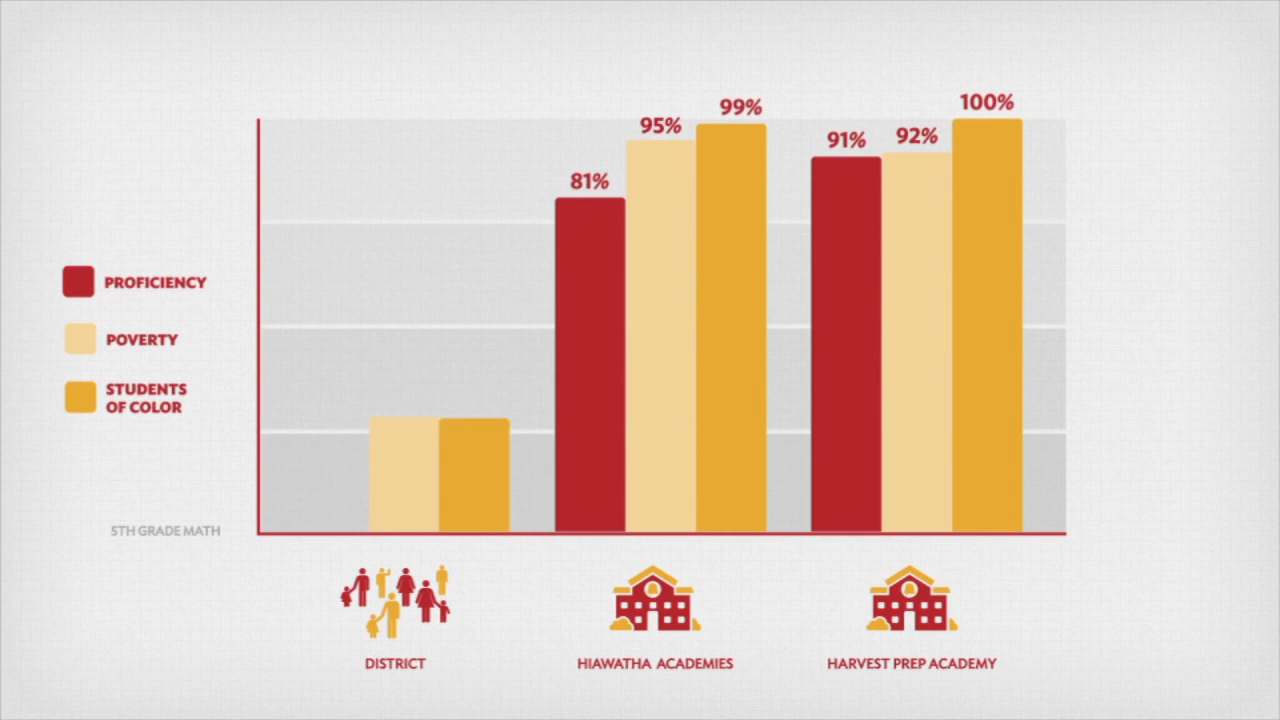 100%
99%
95%
91%
92%
81%
PROFICIENCY
POVERTY
STUDENTS
OF COLOR
5TH GRADE MATH
DISTRICT
HIAWATHA ACADEMIES
HARVEST PREP ACADEMY